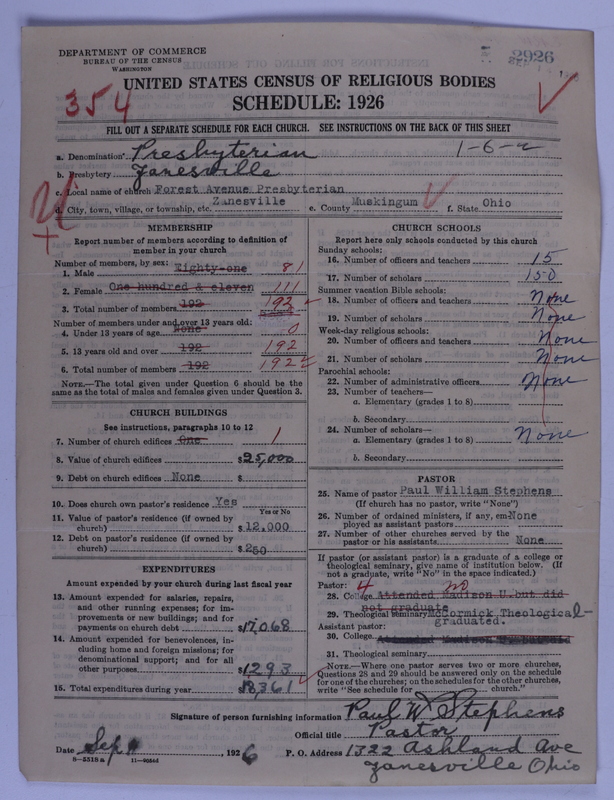 DEPARTMENT OF COMMERCE
BUREAU OF THE CENSUS
WASHINGTON
2926
UNITED STATES CENSUS OF RELIGIOUS BODIES
354
SCHEDULE: 1926
FILL OUT A SEPARATE SCHEDULE FOR EACH CHURCH. SEE INSTRUCTIONS ON THE BACK OF THIS SHEET
a. Denomination Presbyterian 1-6-a
b. Presbytery Zanesville
c. Local name of church Forest Avenue Presbyterian
d. City, town, village, or township, etc. Zanesville e. County Muskingum f. State Ohio
MEMBERSHIP
Report number of members according to definition of member in your church
Number of members, by sex:
1. Male Eighty-one 81
2. Female One hundred & eleven 111
3. Total number of members 192 192
Number of members under and over 13 years old:
4. Under 13 years of age None 0
5. 13 years old and over 192 192
6. Total number of members 192 192
NOTE.—The total given under Question 6 should be the
same as the total of males and females given under Question 3.
CHURCH BUILDINGS
See instructions, paragraphs 10 to 12
7. Number of church edifices One 1
8. Value of church edifices $25,000
9. Debt on church edifices None $
10. Does church own pastor's residence Yes
Yes or No
11. Value of pastor's residence (if owned by
church) $12,000
12. Debt on pastor's residence (if owned by
church) $250
EXPENDITURES
Amount expended by your church during last fiscal year
13. Amount expended for salaries, repairs,
and other running expenses; for im-
provements or new buildings; and for
payments on church debt $7,068
14. Amount expended for benevolences, in-
cluding home and foreign missions; for
denominational support; and for all
other purposes 1293
15. Total expenditures during year $8,361
CHURCH SCHOOLS
Report here only schools conducted by this church
Sunday schools:
16. Number of officers and teachers 15
17. Number of scholars 150
Summer vacation Bible schools:
18. Number of officers and teachers None
19. Number of scholars None
Week-day religious schools:
20. Number of officers and teachers None
21. Number of scholars None
Parochial schools:
22. Number of administrative officers None
23. Number of teachers—
a. Elementary (grades 1 to 8)
b. Secondary
24. Number of scholars—
a. Elementary (grades 1 to 8) None
b. Secondary
PASTOR
25. Name of pastor Paul William Stephens
(If church has no pastor, write "None")
26. Number of ordained ministers, if any, em-
ployed as assistant pastors None
27. Number of other churches served by the
pastor or his assistants None
If pastor (or assistant pastor) is a graduate of a college or
theological seminary, give name of institution below. (If
not a graduate, write "No" in the space indicated.)
Pastor: 4 no
28. College Attended Madison U. but did
not graduate
29. Theological seminary McCormick Theological-
graduated.
Assistant pastor:
30. College
31. Theological seminary
NOTE.—Where one pastor serves two or more churches,
Questions 28 and 29 should be answered only on the schedule
for one of the churches; on the schedules for the other churches,
write "See schedule for church."
Signature of person furnishing information Paul W. Stephens
Official title Pastor
Date Sep , 1926 P. O. Address 1322 Ashland Ave
8-5518a Zanesville Ohio